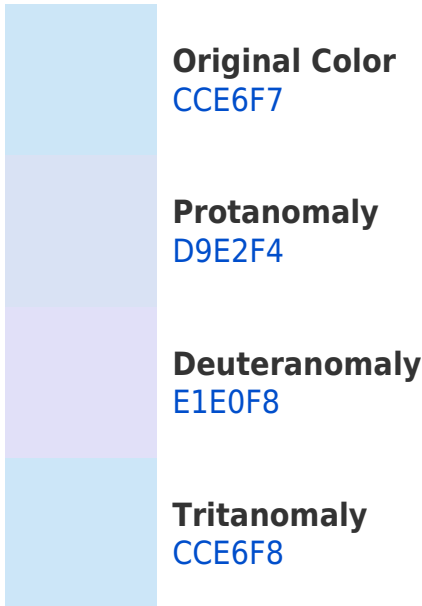 Original Color
CCE6F7
Protanomaly
D9E2F4
Deuteranomaly
E1E0F8
Tritanomaly
CCE6F8